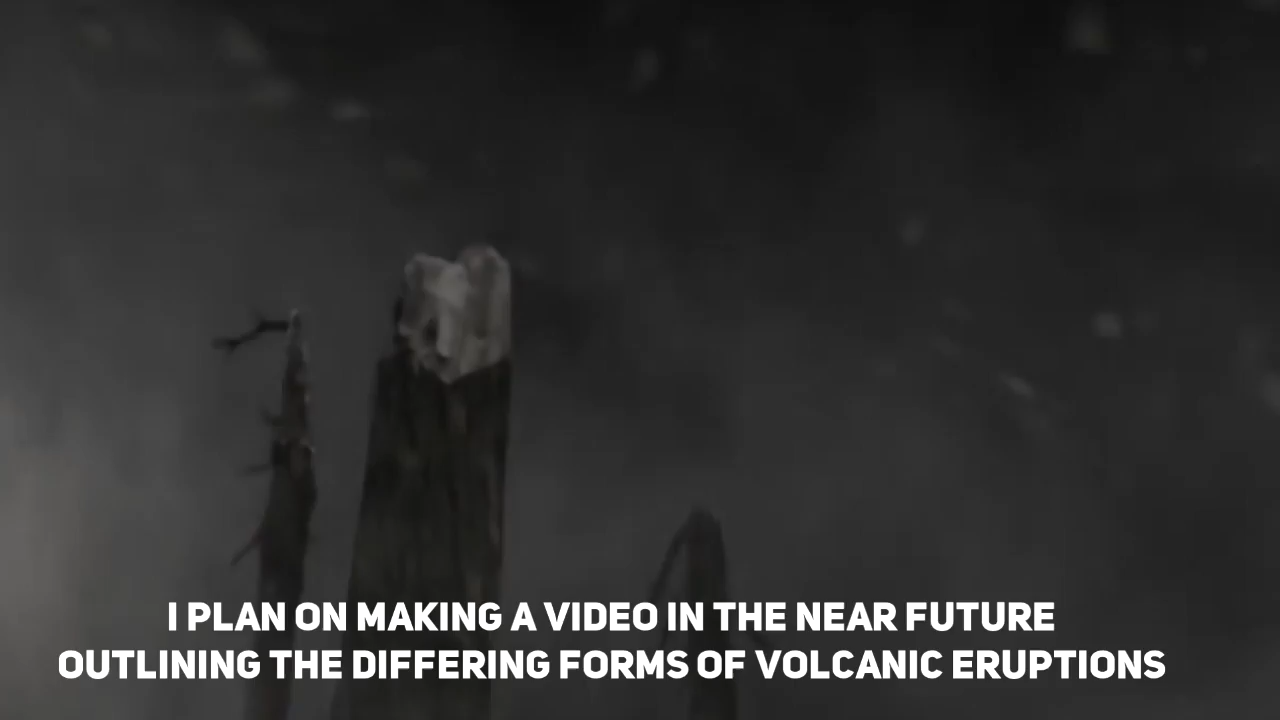 I PLAN ON MAKING A VIDEO IN THE NEAR FUTURE
OUTLINING THE DIFFERING FORMS OF VOLCANIC ERUPTIONS